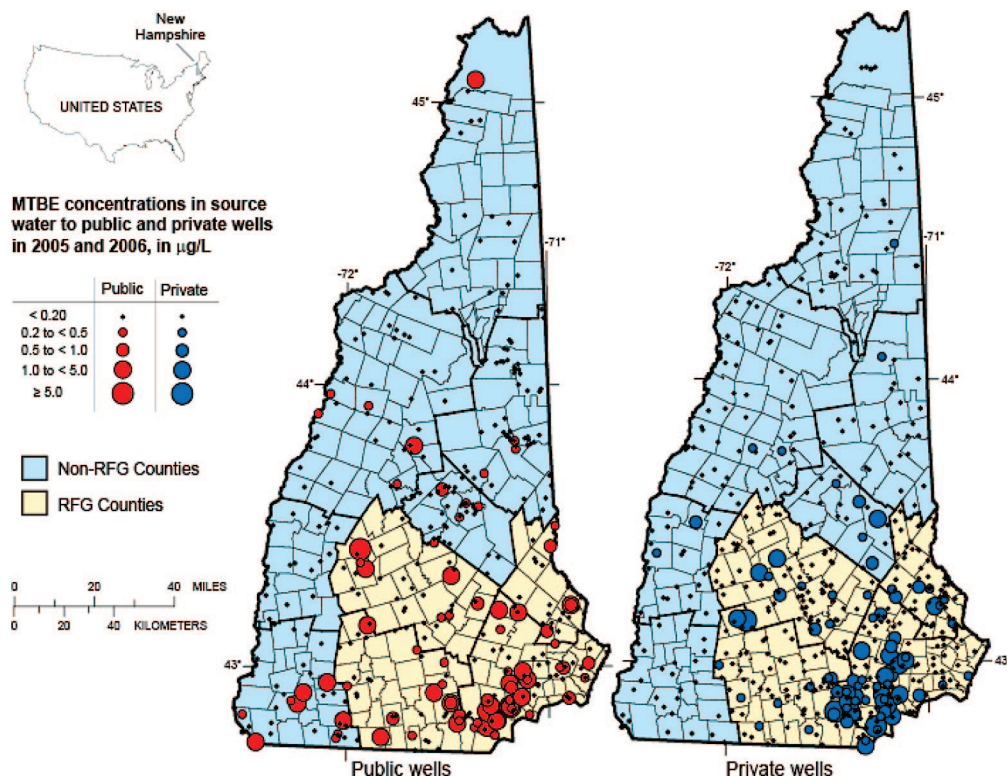 New
Hampshire
UNITED STATES
MTBE concentrations in source
water to public and private wells
in 2005 and 2006, in µg/L
Public Private
< 0.20
0.2 to < 0.5
0.5 to < 1.0
1.0 to < 5.0
≥ 5.0
Non-RFG Counties
RFG Counties
0 20 40 MILES
0 20 40 KILOMETERS
45°
-71°
-72°
44°
43°
Public wells
45°
-71°
-72°
44°
43°
Private wells